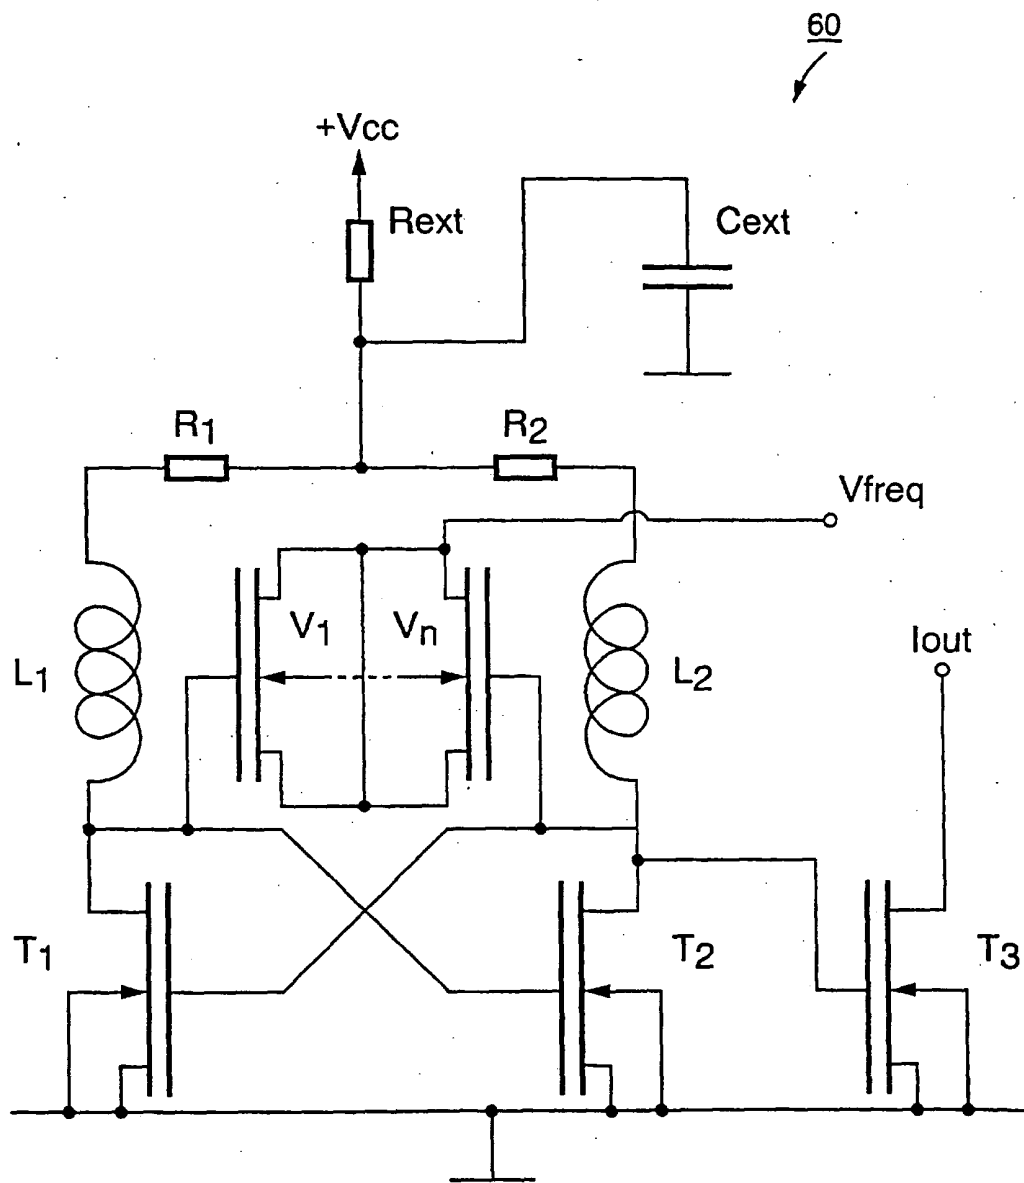 60
+Vcc
Rext
Cext
R1
R2
Vfreq
V1
Vn
Iout
L1
L2
T1
T2
T3